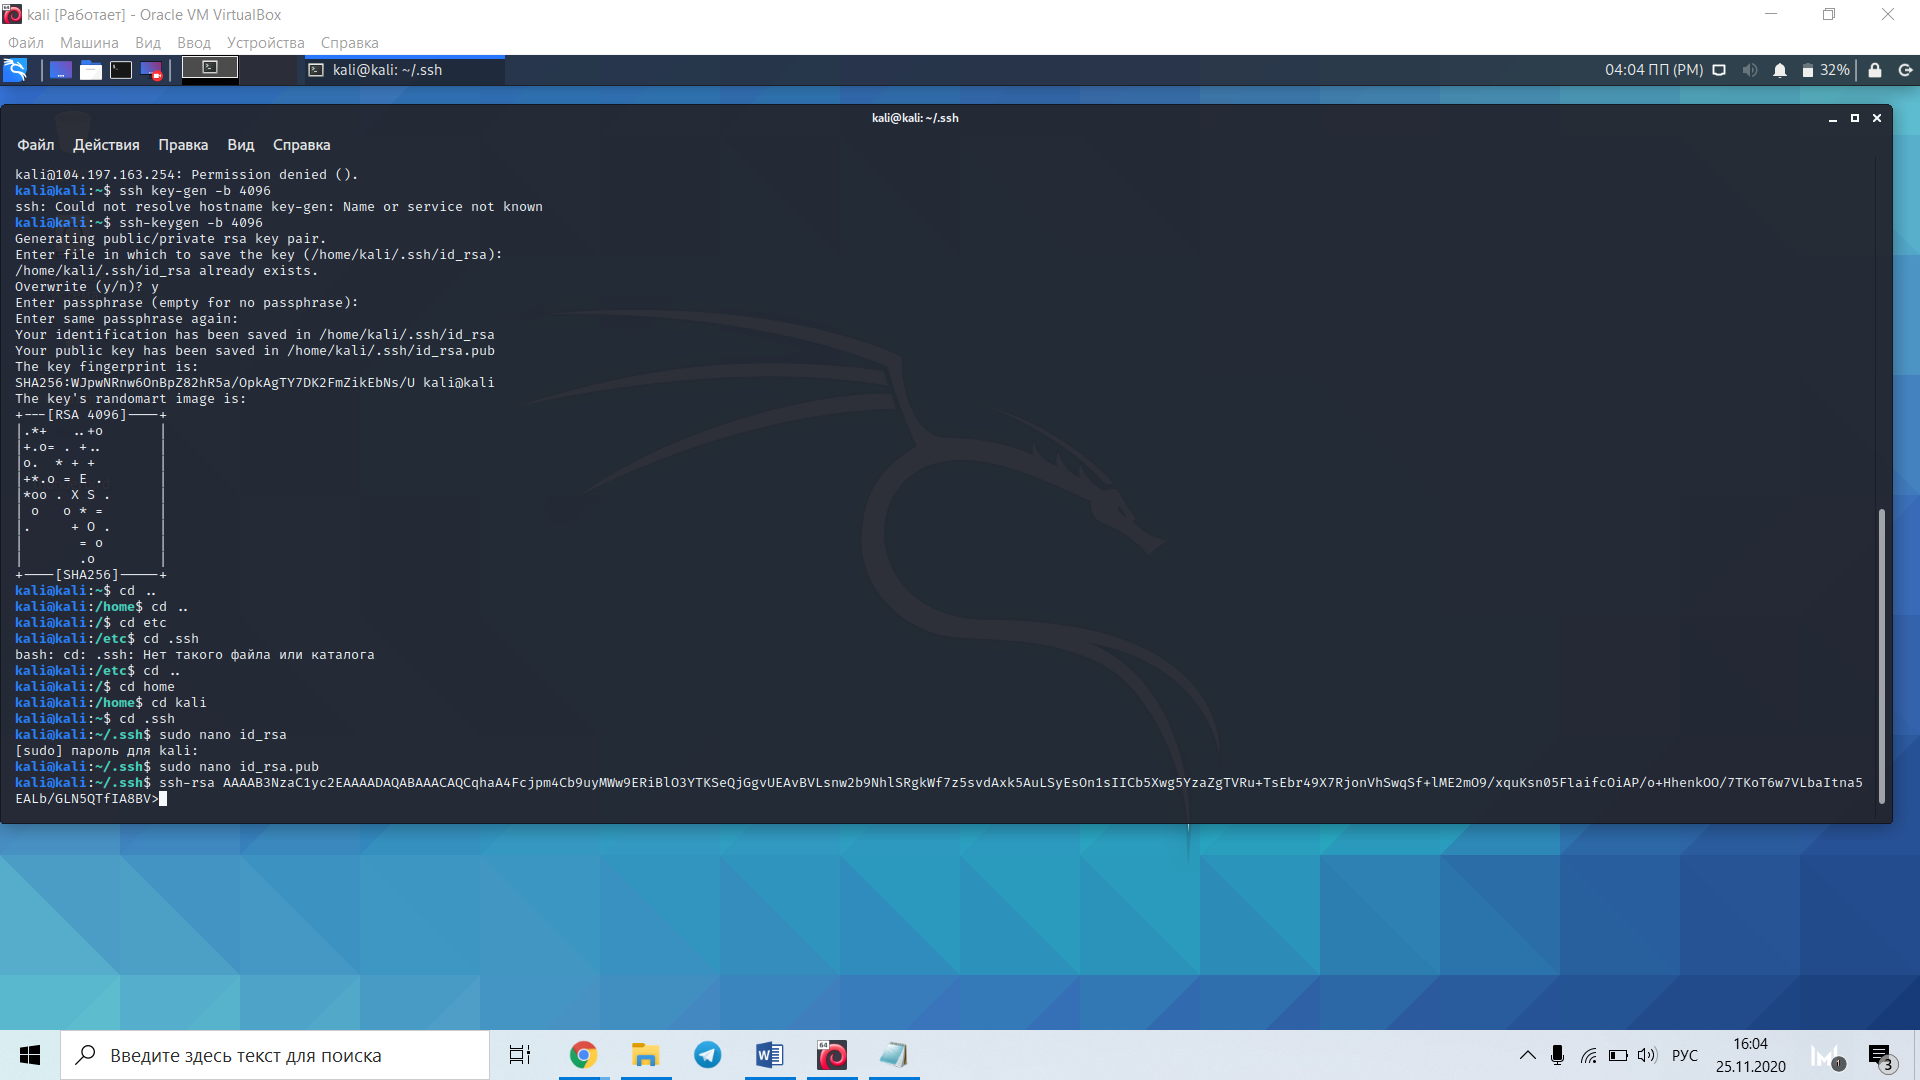 kali [Работает] - Oracle VM VirtualBox
Файл Машина Вид Ввод Устройства Справка
kali@kali: ~/.ssh
04:04 ПП (PM) 32%
kali@kali: ~/.ssh
Файл Действия Правка Вид Справка
kali@104.197.163.254: Permission denied ().
kali@kali:~$ ssh key-gen -b 4096
ssh: Could not resolve hostname key-gen: Name or service not known
kali@kali:~$ ssh-keygen -b 4096
Generating public/private rsa key pair.
Enter file in which to save the key (/home/kali/.ssh/id_rsa):
/home/kali/.ssh/id_rsa already exists.
Overwrite (y/n)? y
Enter passphrase (empty for no passphrase):
Enter same passphrase again:
Your identification has been saved in /home/kali/.ssh/id_rsa
Your public key has been saved in /home/kali/.ssh/id_rsa.pub
The key fingerprint is:
SHA256:WJpwNRnw6OnBpZ82hR5a/OpkAgTY7DK2FmZikEbNs/U kali@kali
The key's randomart image is:
+---[RSA 4096]----+
|.*+   ..+o       |
|+.o= . +..       |
|o.  * + +        |
|+*.o = E .       |
|*oo . X S .      |
| o   o * =       |
|.     + O .      |
|       = o       |
|        .o       |
+----[SHA256]-----+
kali@kali:~$ cd ..
kali@kali:/home$ cd ..
kali@kali:/$ cd etc
kali@kali:/etc$ cd .ssh
bash: cd: .ssh: Нет такого файла или каталога
kali@kali:/etc$ cd ..
kali@kali:/$ cd home
kali@kali:/home$ cd kali
kali@kali:~$ cd .ssh
kali@kali:~/.ssh$ sudo nano id_rsa
[sudo] пароль для kali:
kali@kali:~/.ssh$ sudo nano id_rsa.pub
kali@kali:~/.ssh$ ssh-rsa AAAAB3NzaC1yc2EAAAADAQABAAACAQCqhaA4Fcjpm4Cb9uyMWw9ERiBlO3YTKSeQjGgvUEAvBVLsnw2b9NhlSRgkWf7z5svdAxk5AuLSyEsOn1sIICb5Xwg5YzaZgTVRu+TsEbr49X7RjonVhSwqSf+lME2mO9/xquKsn05FlaifcOiAP/o+HhenkOO/7TKoT6w7VLbaItna5
EALb/GLN5QTfIA8BV>
Введите здесь текст для поиска
РУС
16:04
25.11.2020
1
3